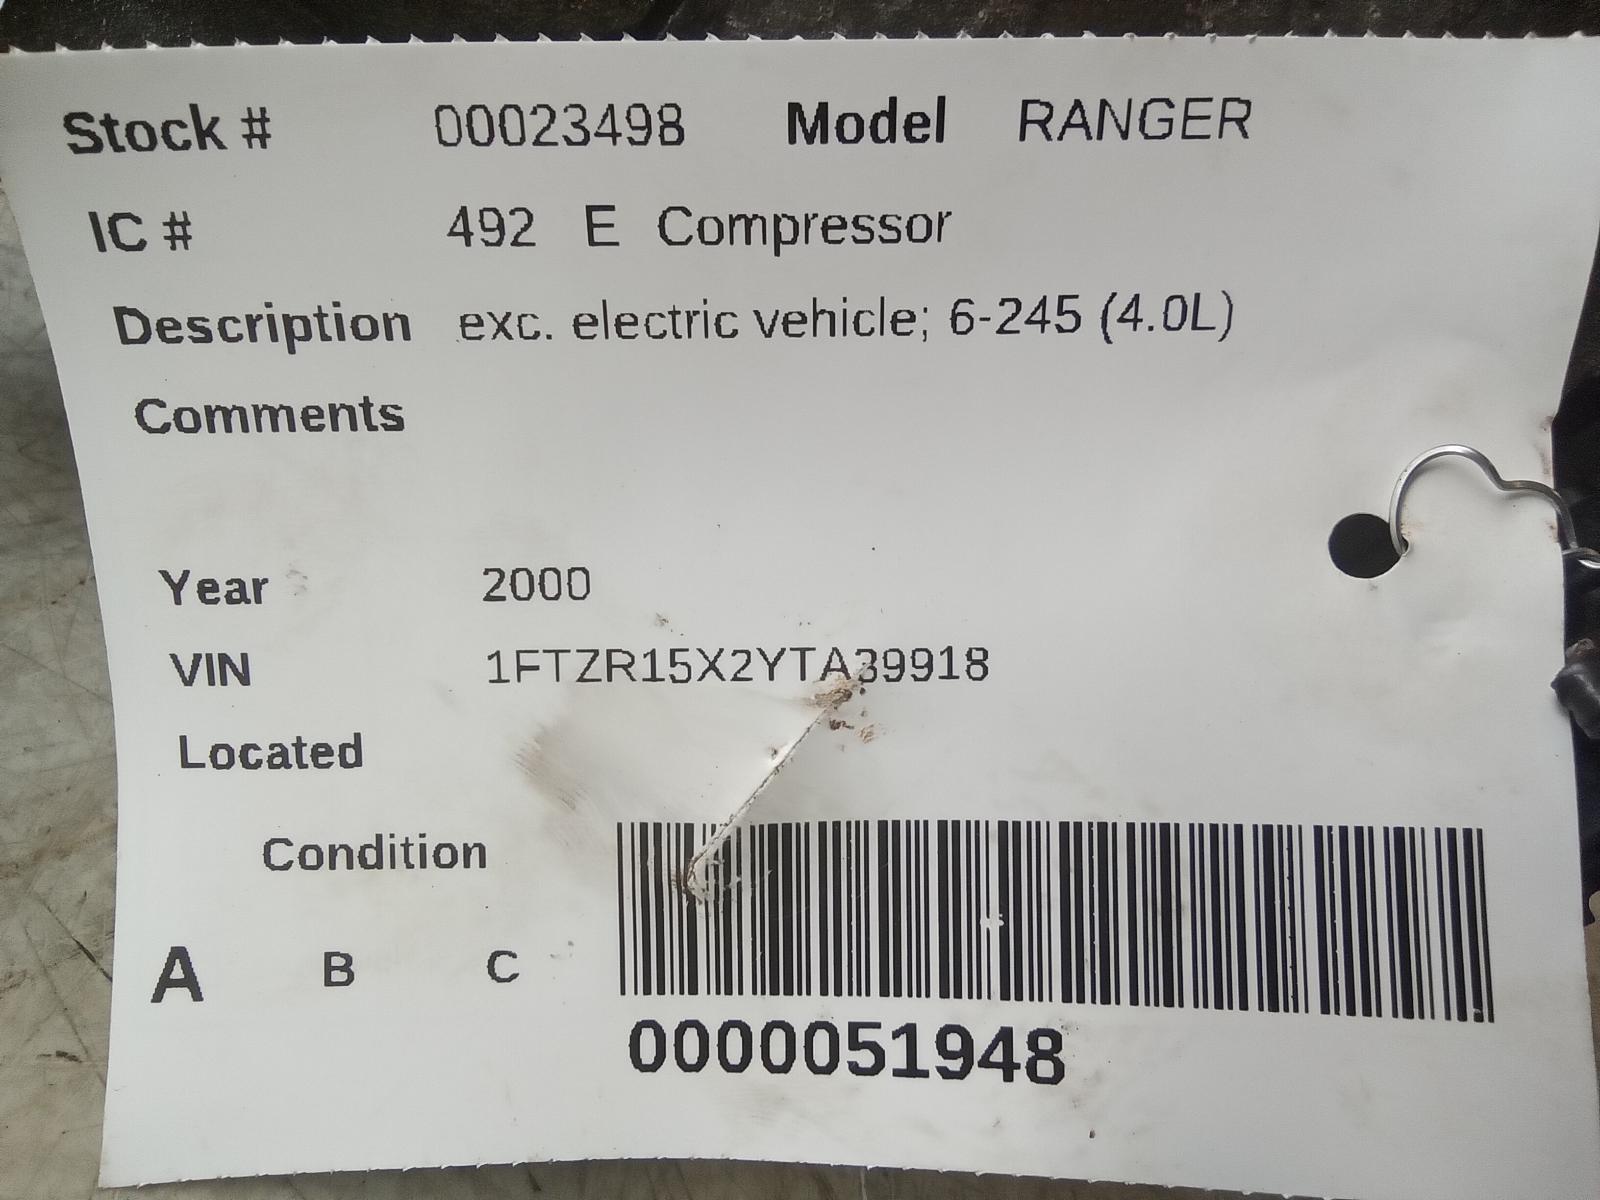 Stock # 00023498 Model RANGER
IC # 492 E Compressor
Description exc. electric vehicle; 6-245 (4.0L)
Comments
Year 2000
VIN 1FTZR15X2YTA39918
Located
Condition
A B C
0000051948